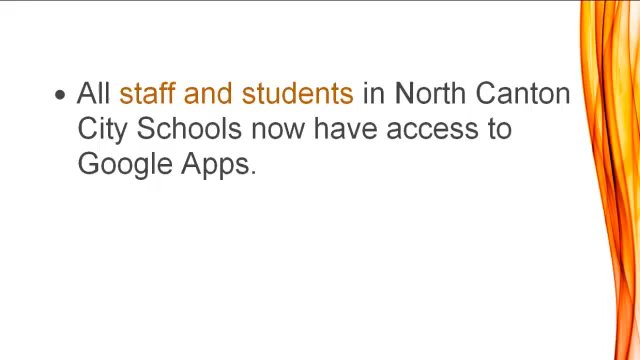 • All staff and students in North Canton
City Schools now have access to
Google Apps.